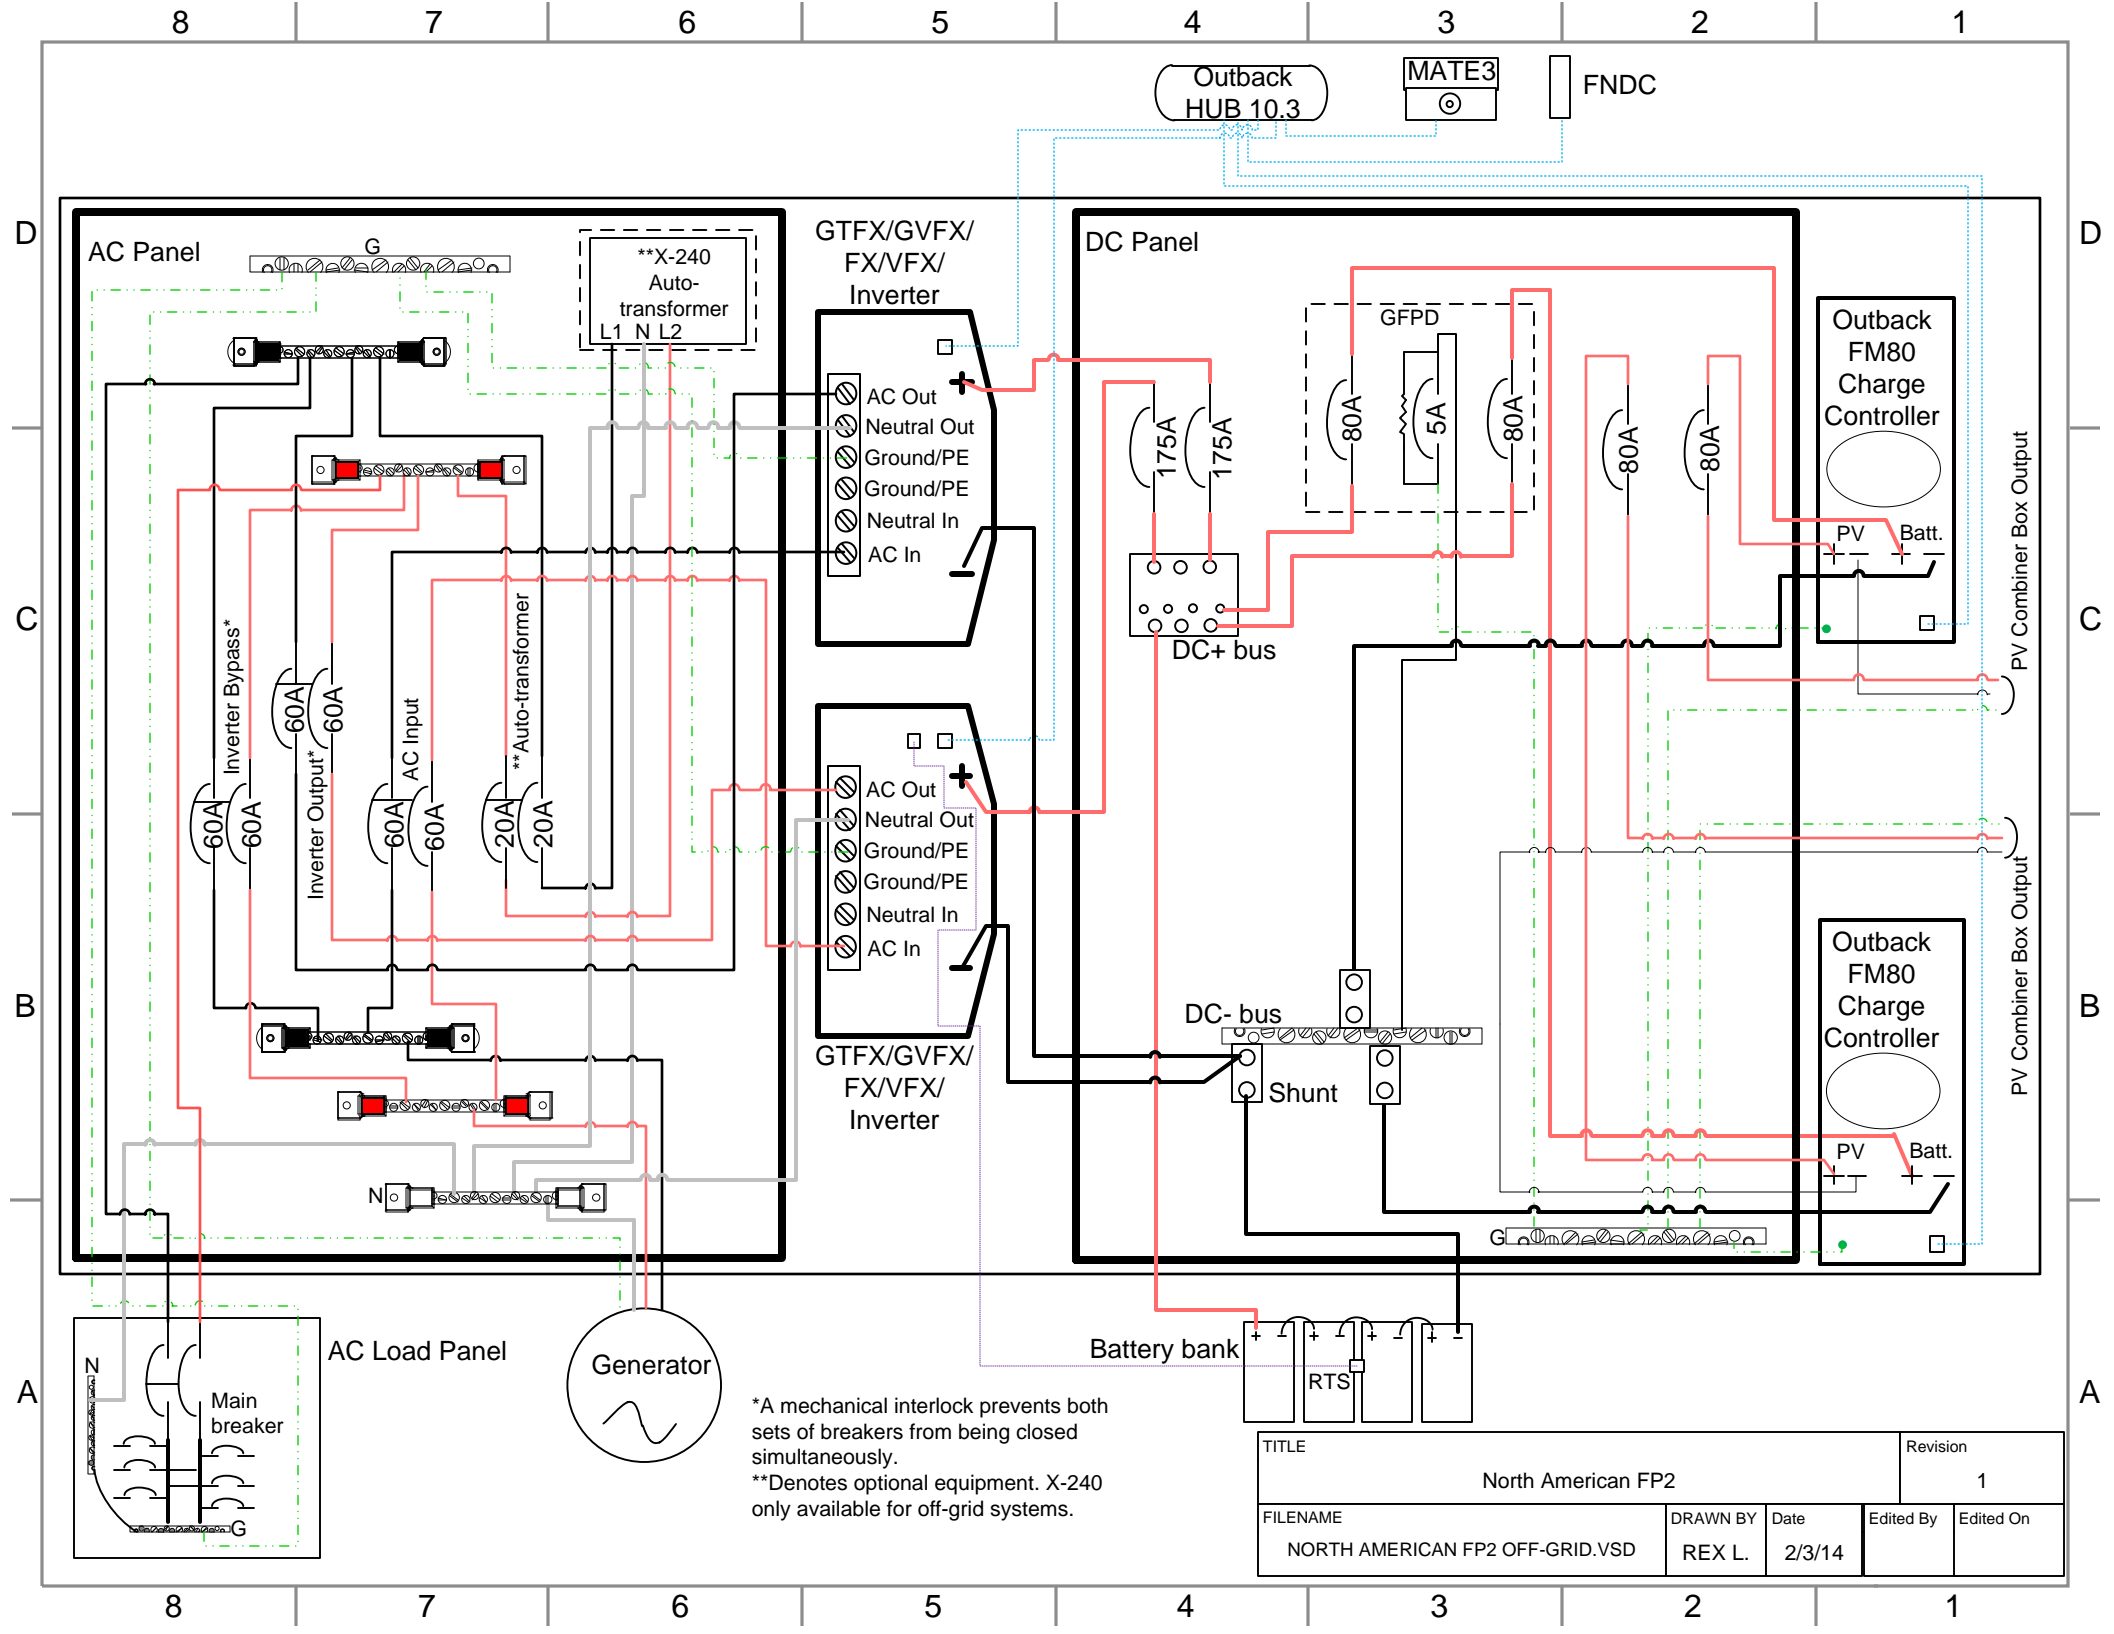 8 7 6 5 4 3 2 1
Outback
HUB 10.3
MATE3
FNDC
D
D
AC Panel
G
**X-240
Auto-
transformer
L1 N L2
GTFX/GVFX/
FX/VFX/
Inverter
DC Panel
GFPD
Outback
FM80
Charge
Controller
AC Out
Neutral Out
Ground/PE
Ground/PE
Neutral In
AC In
175A
175A
80A
5A
80A
80A
80A
PV
Batt.
PV Combiner Box Output
C
C
DC+ bus
Inverter Bypass*
60A
60A
Inverter Output*
60A
60A
AC Input
60A
60A
**Auto-transformer
20A
20A
AC Out
Neutral Out
Ground/PE
Ground/PE
Neutral In
AC In
PV Combiner Box Output
B
B
Outback
FM80
Charge
Controller
DC- bus
Shunt
GTFX/GVFX/
FX/VFX/
Inverter
PV
Batt.
N
G
AC Load Panel
N
Main
breaker
G
Generator
Battery bank
+ - + - + - + -
RTS
A
A
*A mechanical interlock prevents both
sets of breakers from being closed
simultaneously.
**Denotes optional equipment. X-240
only available for off-grid systems.
TITLE
North American FP2
Revision
1
FILENAME
NORTH AMERICAN FP2 OFF-GRID.VSD
DRAWN BY
REX L.
Date
2/3/14
Edited By
Edited On
8 7 6 5 4 3 2 1